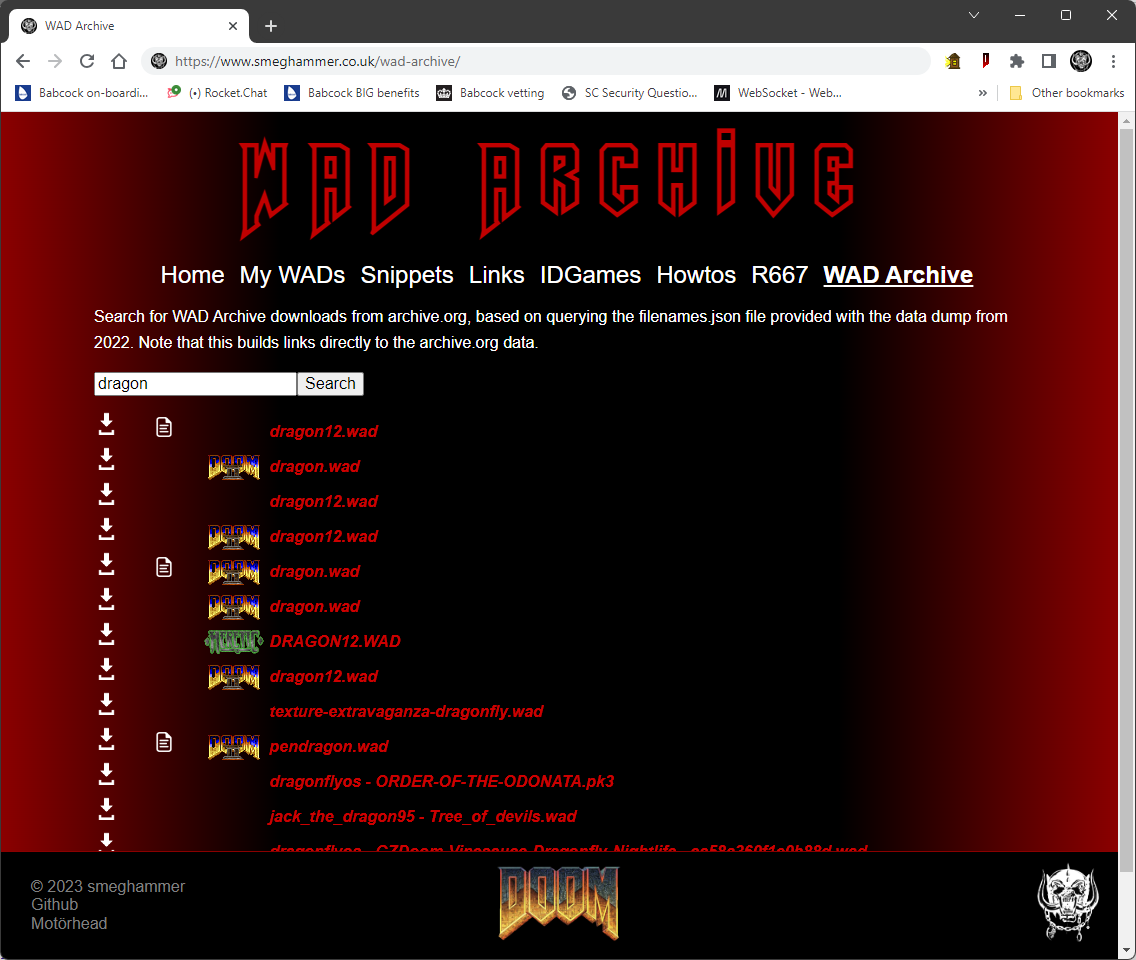 WAD Archive
https://www.smeghammer.co.uk/wad-archive/
Babcock on-boardi... (•) Rocket.Chat Babcock BIG benefits Babcock vetting SC Security Questio... WebSocket - Web... » Other bookmarks
WAD ARCHiVE
Home My WADs Snippets Links IDGames Howtos R667 WAD Archive
Search for WAD Archive downloads from archive.org, based on querying the filenames.json file provided with the data dump from
2022. Note that this builds links directly to the archive.org data.
dragon Search
dragon12.wad
DOOM II dragon.wad
dragon12.wad
DOOM II dragon12.wad
DOOM II dragon.wad
DOOM II dragon.wad
HERETIC DRAGON12.WAD
DOOM II dragon12.wad
texture-extravaganza-dragonfly.wad
DOOM II pendragon.wad
dragonflyos - ORDER-OF-THE-ODONATA.pk3
jack_the_dragon95 - Tree_of_devils.wad
© 2023 smeghammer
Github
Motörhead
DOOM